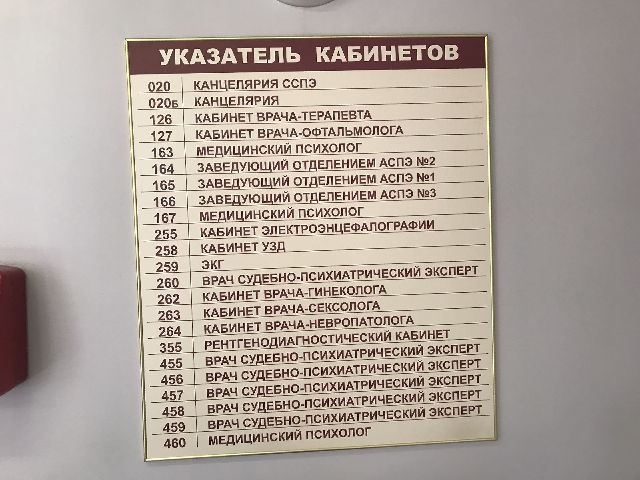 УКАЗАТЕЛЬ КАБИНЕТОВ
020 КАНЦЕЛЯРИЯ ССПЭ
020Б КАНЦЕЛЯРИЯ
126 КАБИНЕТ ВРАЧА-ТЕРАПЕВТА
127 КАБИНЕТ ВРАЧА-ОФТАЛЬМОЛОГА
163 МЕДИЦИНСКИЙ ПСИХОЛОГ
164 ЗАВЕДУЮЩИЙ ОТДЕЛЕНИЕМ АСПЭ №2
165 ЗАВЕДУЮЩИЙ ОТДЕЛЕНИЕМ АСПЭ №1
166 ЗАВЕДУЮЩИЙ ОТДЕЛЕНИЕМ АСПЭ №3
167 МЕДИЦИНСКИЙ ПСИХОЛОГ
255 КАБИНЕТ ЭЛЕКТРОЭНЦЕФАЛОГРАФИИ
258 КАБИНЕТ УЗД
259 ЭКГ
260 ВРАЧ СУДЕБНО-ПСИХИАТРИЧЕСКИЙ ЭКСПЕРТ
262 КАБИНЕТ ВРАЧА-ГИНЕКОЛОГА
263 КАБИНЕТ ВРАЧА-СЕКСОЛОГА
264 КАБИНЕТ ВРАЧА-НЕВРОПАТОЛОГА
355 РЕНТГЕНОДИАГНОСТИЧЕСКИЙ КАБИНЕТ
455 ВРАЧ СУДЕБНО-ПСИХИАТРИЧЕСКИЙ ЭКСПЕРТ
456 ВРАЧ СУДЕБНО-ПСИХИАТРИЧЕСКИЙ ЭКСПЕРТ
457 ВРАЧ СУДЕБНО-ПСИХИАТРИЧЕСКИЙ ЭКСПЕРТ
458 ВРАЧ СУДЕБНО-ПСИХИАТРИЧЕСКИЙ ЭКСПЕРТ
459 ВРАЧ СУДЕБНО-ПСИХИАТРИЧЕСКИЙ ЭКСПЕРТ
460 МЕДИЦИНСКИЙ ПСИХОЛОГ